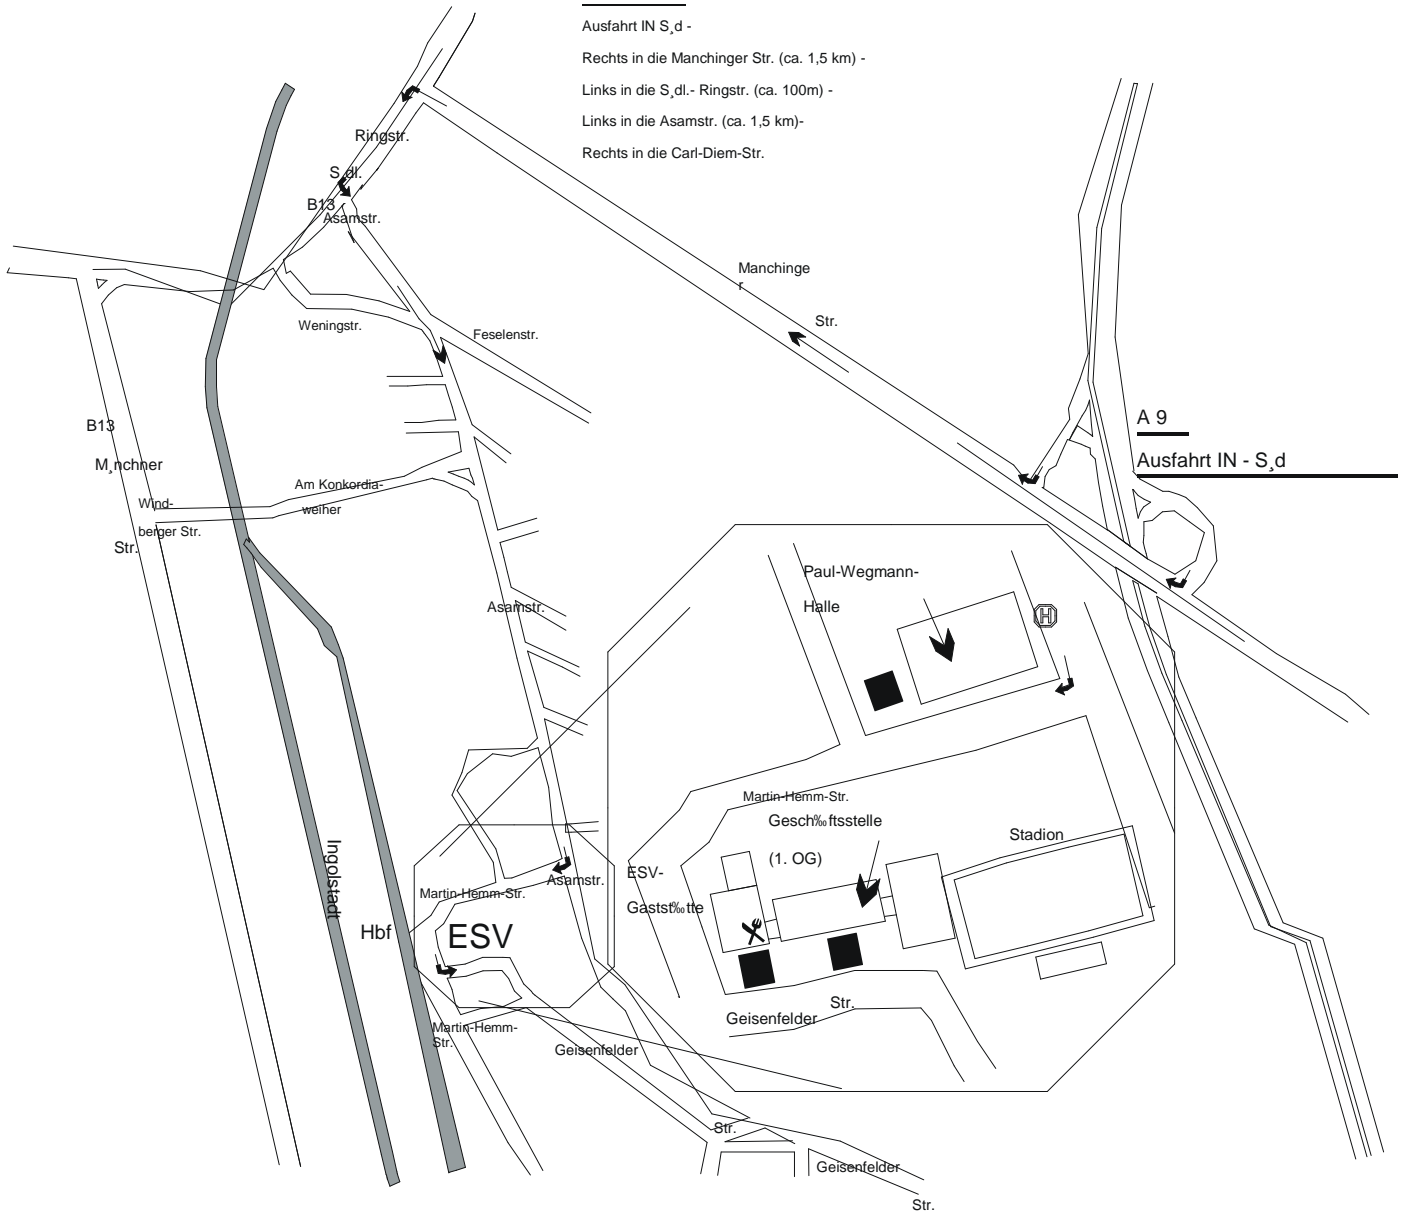 Ausfahrt IN S¸d -
Rechts in die Manchinger Str. (ca. 1,5 km) -
Links in die S¸dl.- Ringstr. (ca. 100m) -
Links in die Asamstr. (ca. 1,5 km)-
Rechts in die Carl-Diem-Str.
Ringstr.
S¸dl.
B13
Asamstr.
Manchinge
r
Str.
Weningstr.
Feselenstr.
A 9
Ausfahrt IN - S¸d
B13
M¸nchner
Str.
Wind-
berger Str.
Am Konkordia-
weiher
Asamstr.
Paul-Wegmann-
Halle
H
Martin-Hemm-Str.
Gesch‰ftsstelle
(1. OG)
Stadion
ESV-
Gastst‰tte
Ingolstadt
Hbf
Martin-Hemm-Str.
Asamstr.
ESV
Martin-Hemm-
Str.
Geisenfelder
Str.
Geisenfelder
Str.
Geisenfelder
Str.